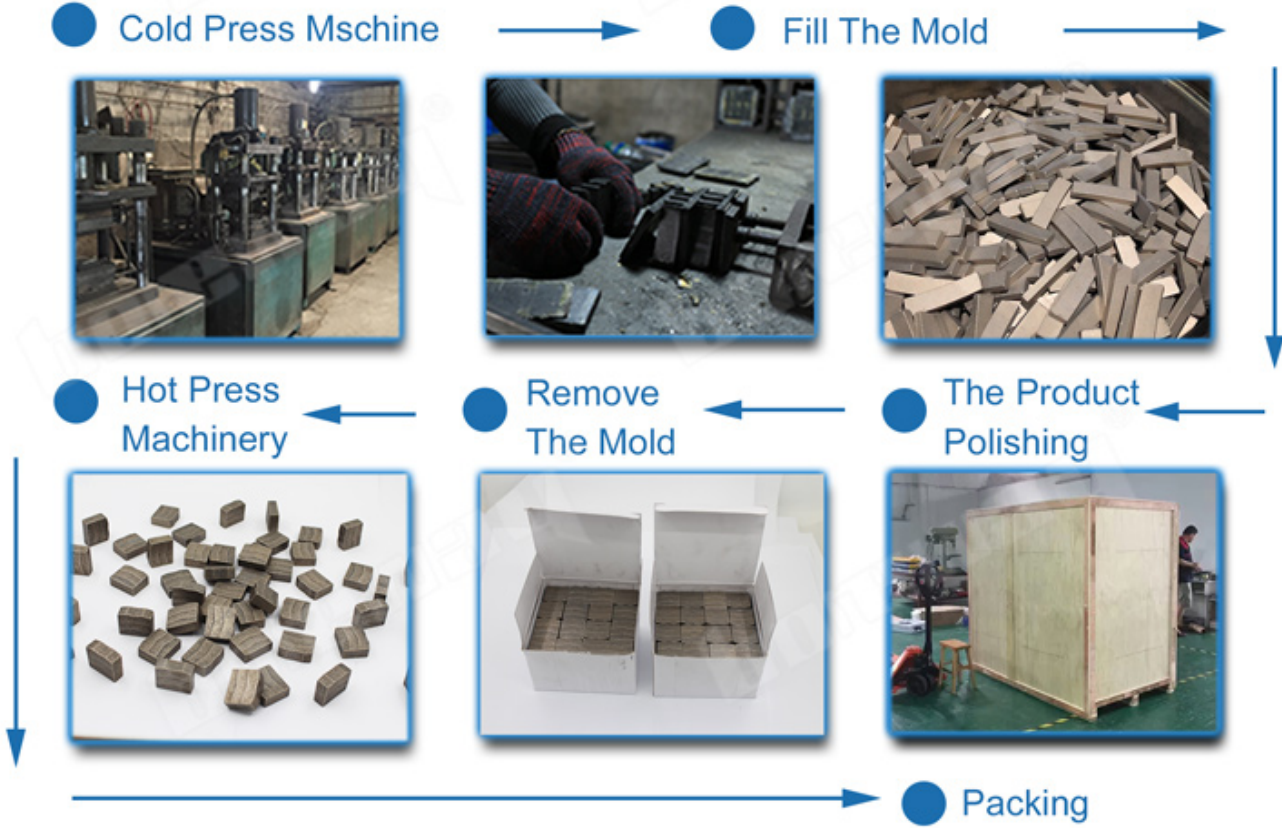 Cold Press Mschine
Fill The Mold
Hot Press
Machinery
Remove
The Mold
The Product
Polishing
Packing